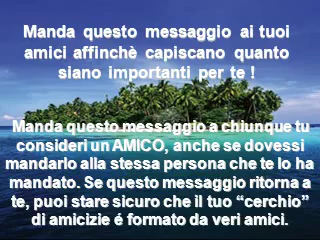 Manda questo messaggio ai tuoi
amici affinchè capiscano quanto
siano importanti per te !
Manda questo messaggio a chiunque tu
consideri un AMICO, anche se dovessi
mandarlo alla stessa persona che te lo ha
mandato. Se questo messaggio ritorna a
te, puoi stare sicuro che il tuo “cerchio”
di amicizie é formato da veri amici.